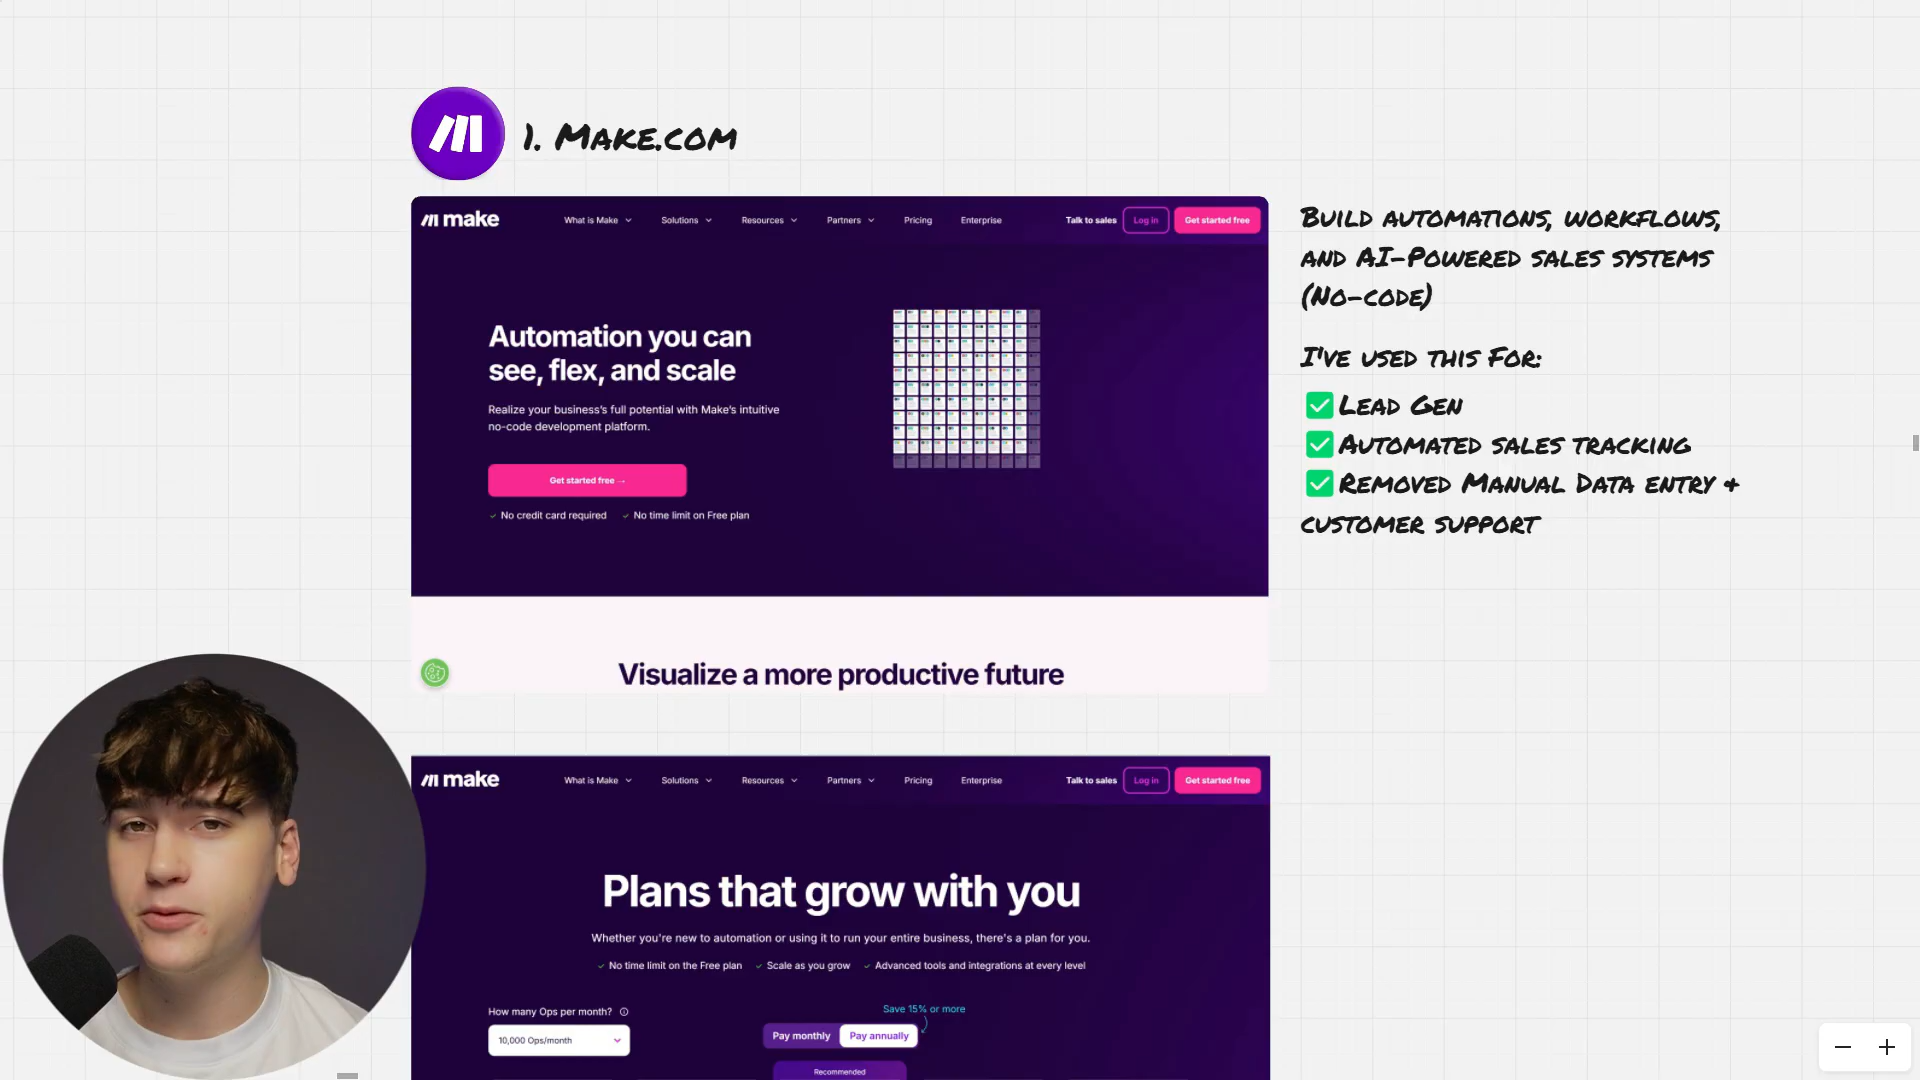 1. Make.com
make
What is Make
Solutions
Resources
Partners
Pricing
Enterprise
Talk to sales
Log in
Get started free
Automation you can
see, flex, and scale
Realize your business's full potential with Make's intuitive
no-code development platform.
Get started free →
No credit card required
No time limit on Free plan
Visualize a more productive future
Build automations, workflows,
and AI-Powered sales systems
(No-code)
I've used this for:
✅ Lead Gen
✅ Automated sales tracking
✅ Removed Manual Data entry +
customer support
make
What is Make
Solutions
Resources
Partners
Pricing
Enterprise
Talk to sales
Log in
Get started free
Plans that grow with you
Whether you're new to automation or using it to run your entire business, there's a plan for you.
No time limit on the Free plan
Scale as you grow
Advanced tools and integrations at every level
How many Ops per month?
10,000 Ops/month
Save 15% or more
Pay monthly
Pay annually
Recommended